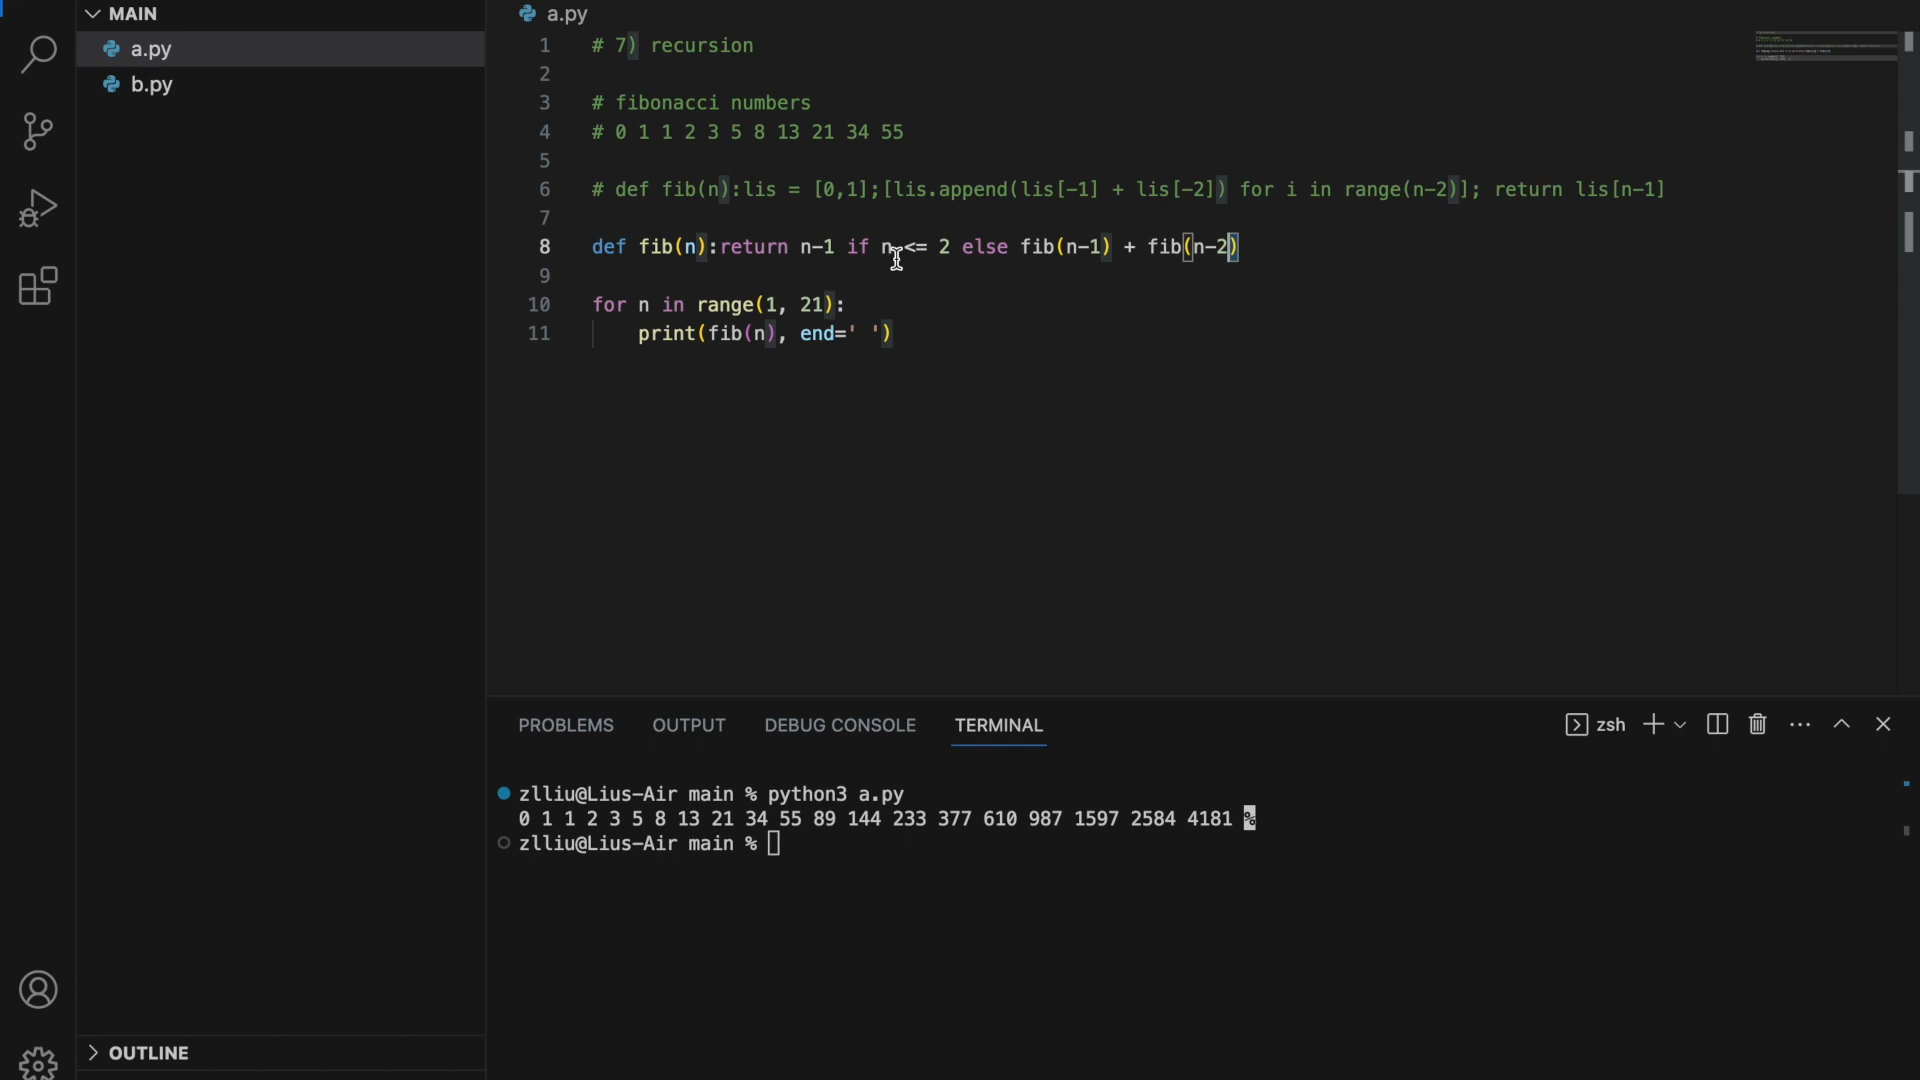 MAIN
a.py
b.py
OUTLINE
a.py
1 # 7) recursion
2
3 # fibonacci numbers
4 # 0 1 1 2 3 5 8 13 21 34 55
5
6 # def fib(n):lis = [0,1];[lis.append(lis[-1] + lis[-2]) for i in range(n-2)]; return lis[n-1]
7
8 def fib(n):return n-1 if n <= 2 else fib(n-1) + fib(n-2)
9
10 for n in range(1, 21):
11 print(fib(n), end=' ')
PROBLEMS OUTPUT DEBUG CONSOLE TERMINAL zsh
zlliu@Lius-Air main % python3 a.py
0 1 1 2 3 5 8 13 21 34 55 89 144 233 377 610 987 1597 2584 4181 %
zlliu@Lius-Air main %